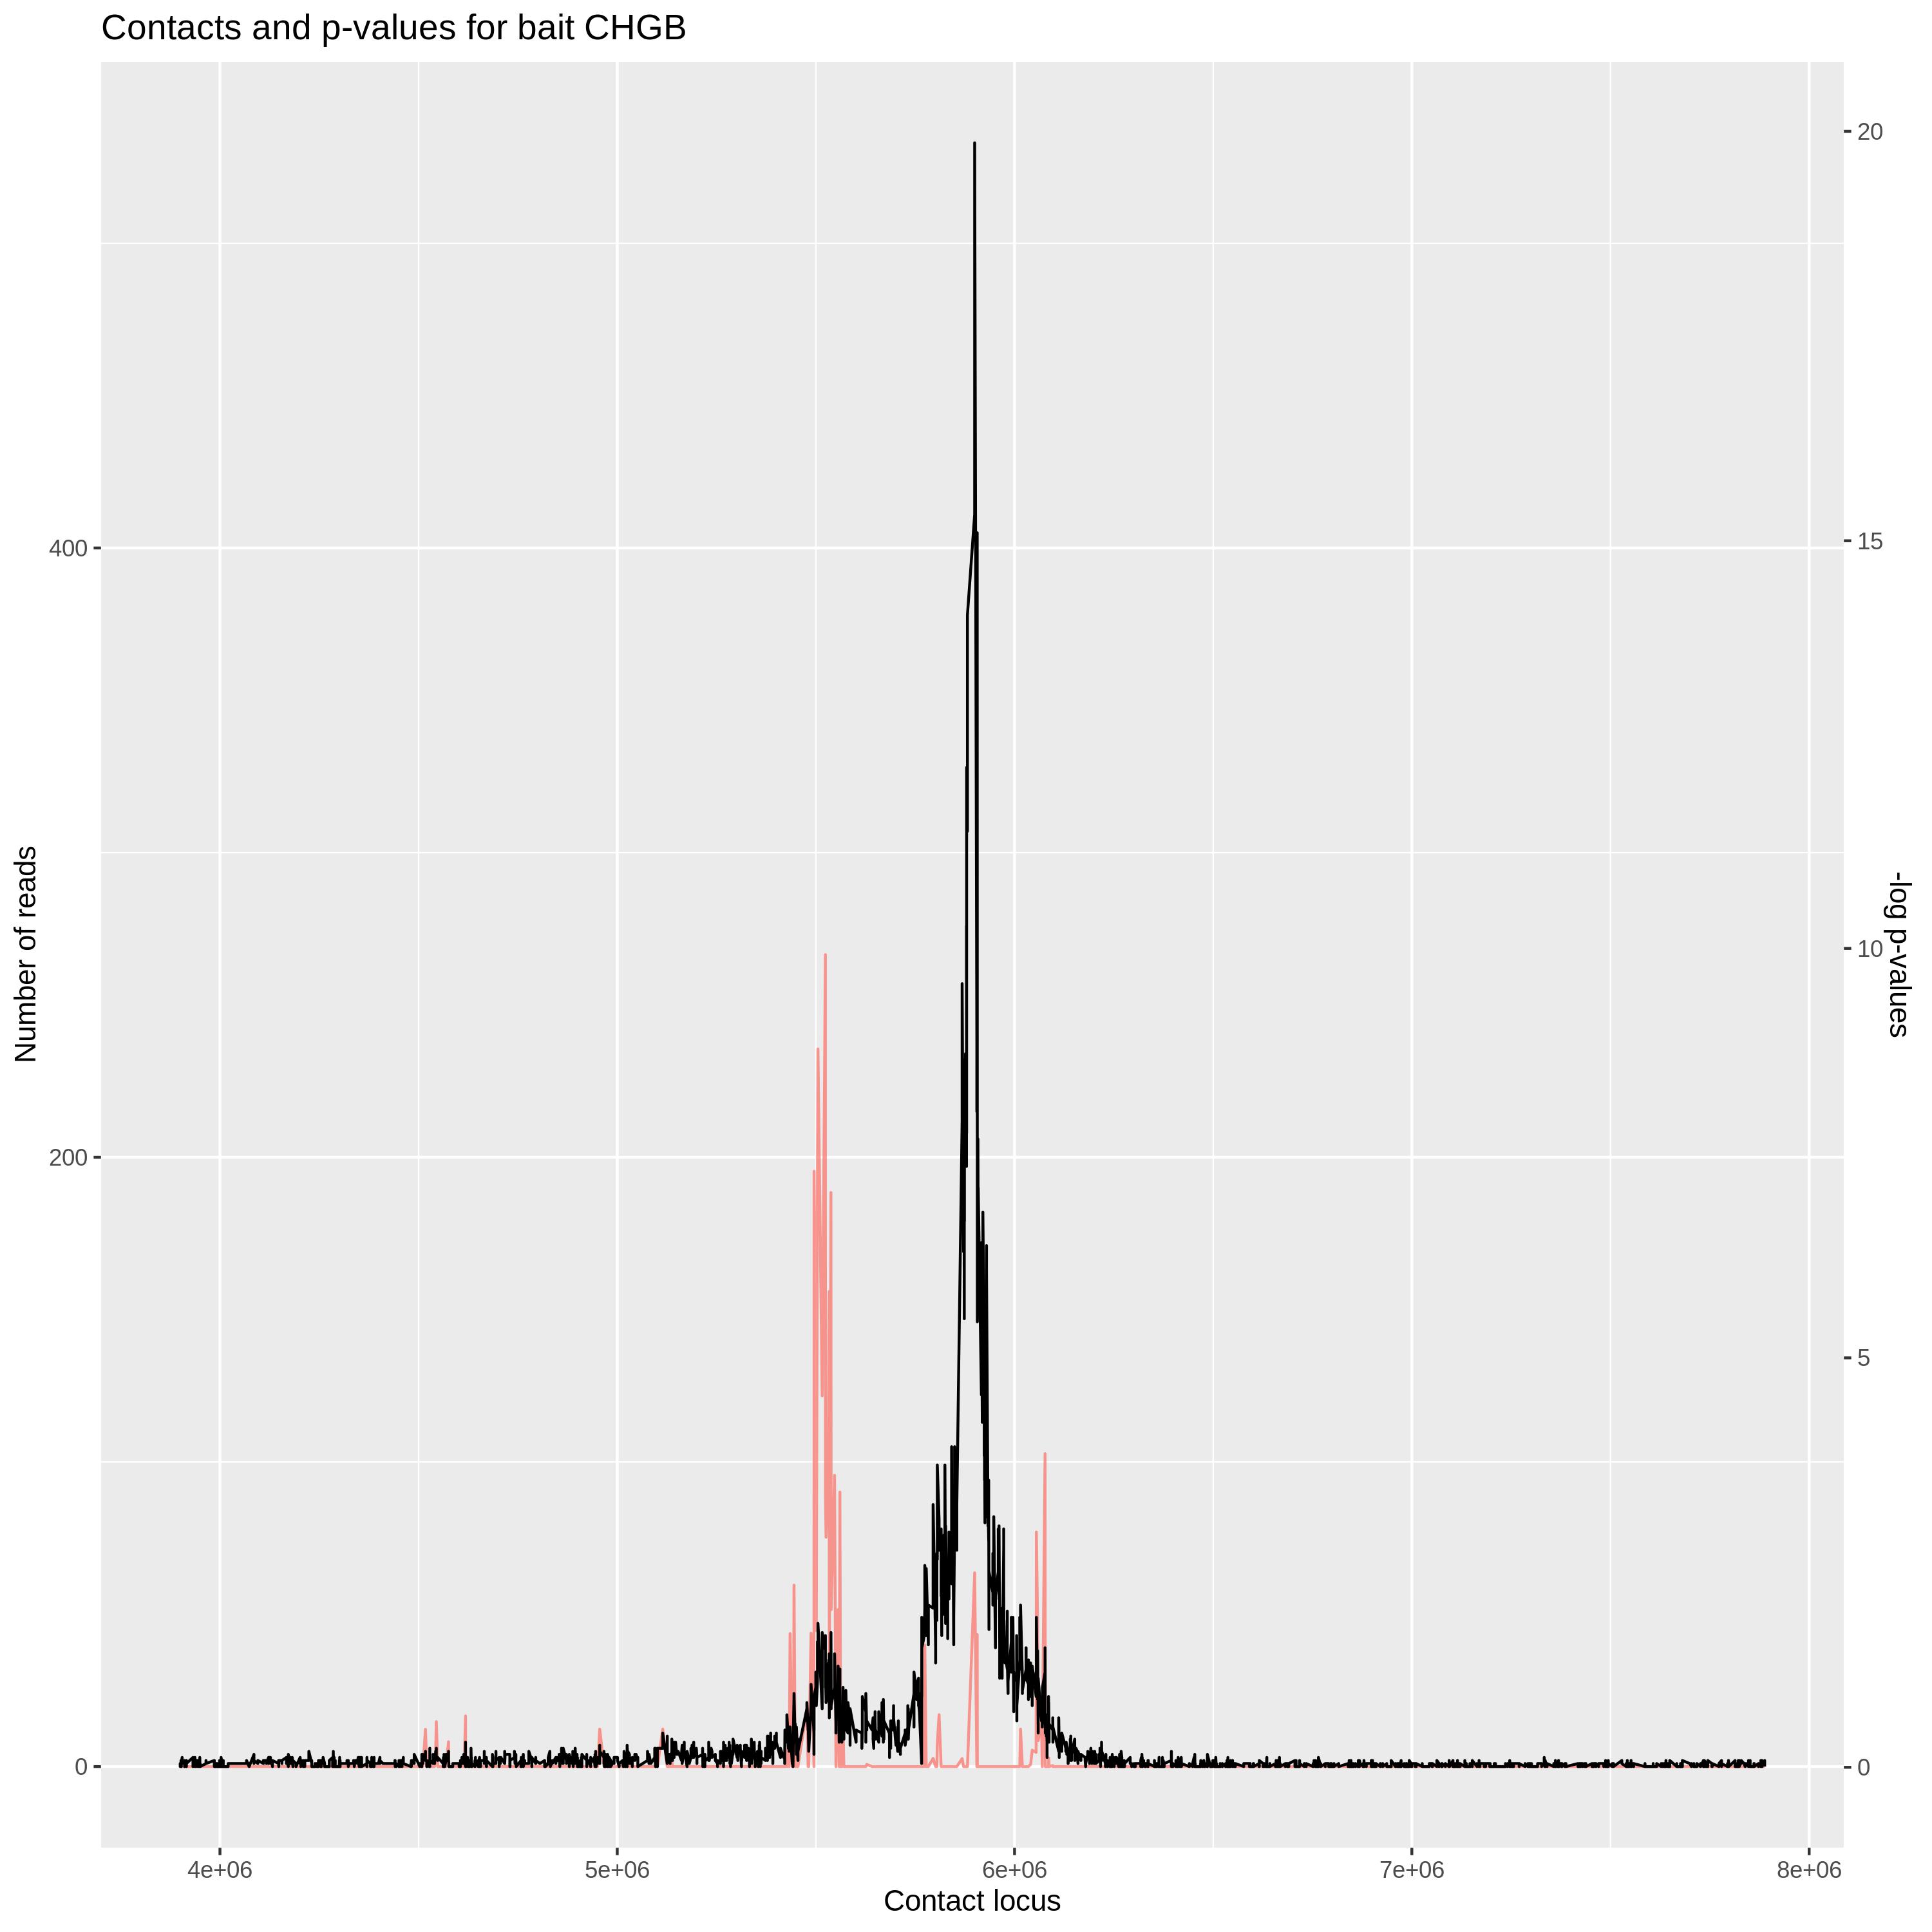 Contacts and p-values for bait CHGB
Number of reads
400
200
0
20
15
10
5
0
-log p-values
4e+06 5e+06 6e+06 7e+06 8e+06
Contact locus